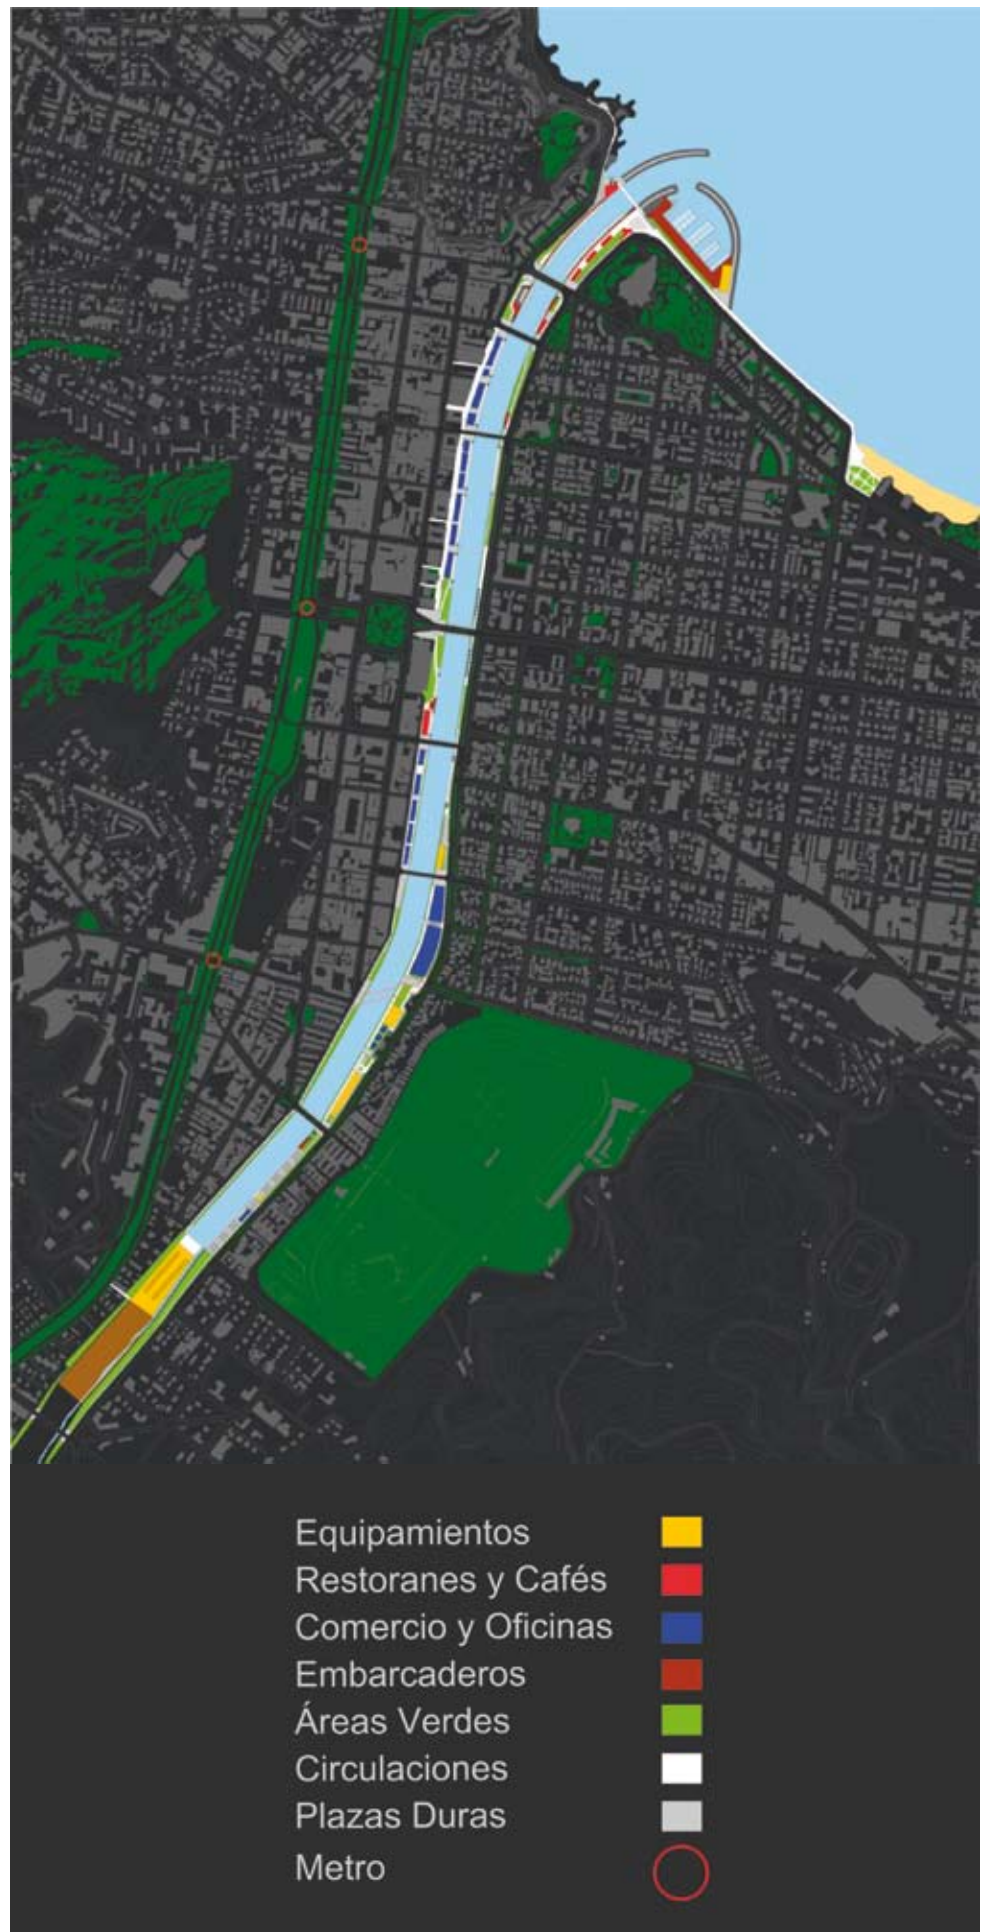 Equipamientos
Restoranes y Cafés
Comercio y Oficinas
Embarcaderos
Áreas Verdes
Circulaciones
Plazas Duras
Metro